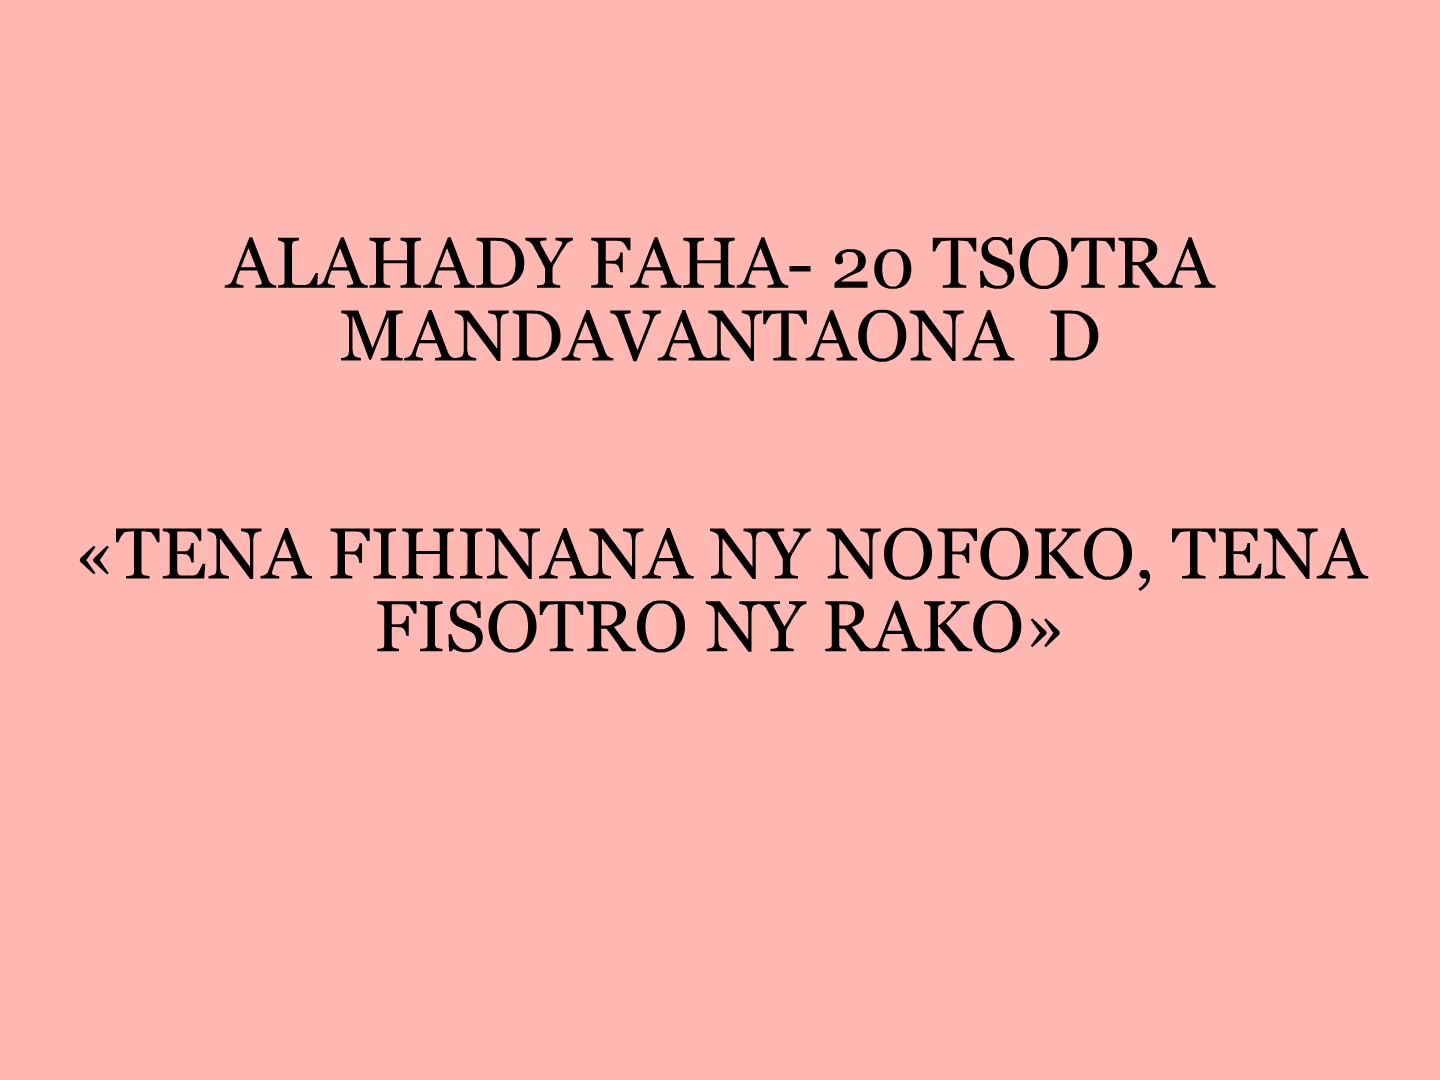 ALAHADY FAHA- 20 TSOTRA
MANDAVANTAONA  D
«TENA FIHINANA NY NOFOKO, TENA
FISOTRO NY RAKO»